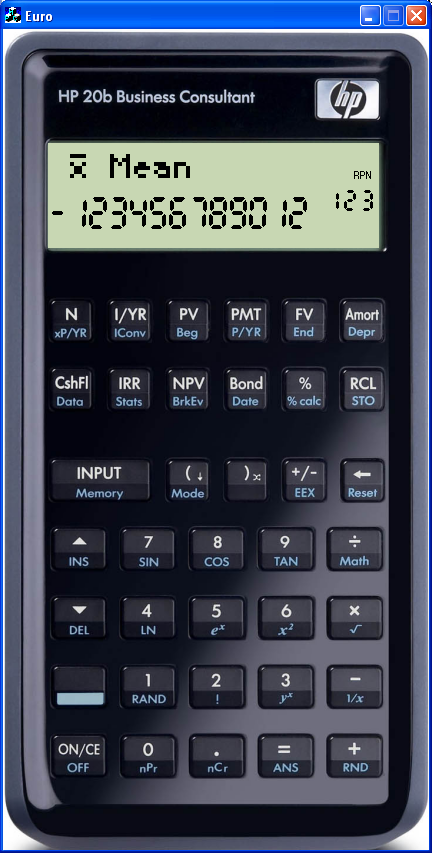 Euro
HP 20b Business Consultant
hp
x̄ Mean
RPN
-123456789012 123
N I/YR PV PMT FV Amort
xP/YR IConv Beg P/YR End Depr
CshFl IRR NPV Bond % RCL
Data Stats BrkEv Date % calc STO
INPUT ( ↓ ) x: +/- ←
Memory Mode EEX Reset
▲ 7 8 9 ÷
INS SIN COS TAN Math
▼ 4 5 6 ×
DEL LN eˣ x² √
1 2 3 −
RAND ! yˣ 1/x
ON/CE 0 . = +
OFF nPr nCr ANS RND